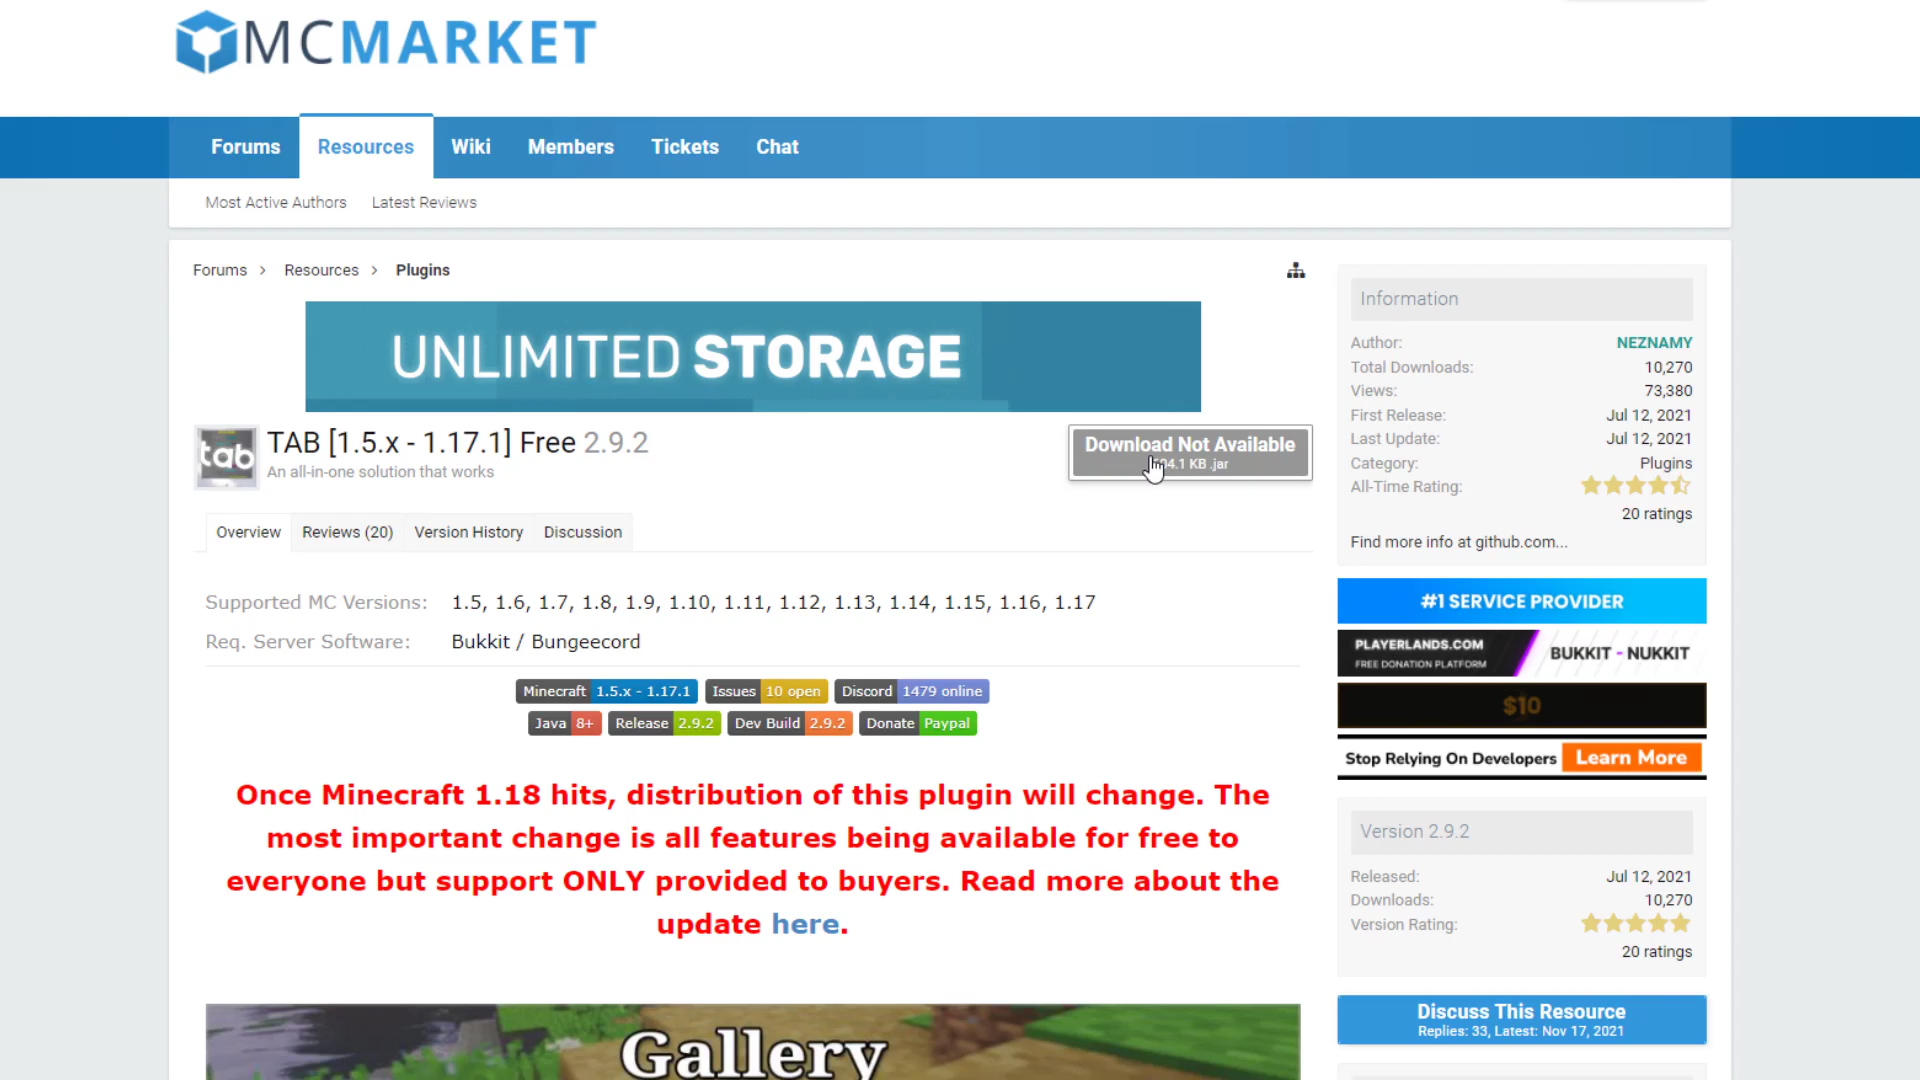 MCMARKET
Forums
Resources
Wiki
Members
Tickets
Chat
Most Active Authors
Latest Reviews
Forums
Resources
Plugins
UNLIMITED STORAGE
tab
TAB [1.5.x - 1.17.1] Free 2.9.2
An all-in-one solution that works
Download Not Available
04.1 KB .jar
Overview
Reviews (20)
Version History
Discussion
Supported MC Versions: 1.5, 1.6, 1.7, 1.8, 1.9, 1.10, 1.11, 1.12, 1.13, 1.14, 1.15, 1.16, 1.17
Req. Server Software: Bukkit / Bungeecord
Minecraft 1.5.x - 1.17.1 Issues 10 open Discord 1479 online
Java 8+ Release 2.9.2 Dev Build 2.9.2 Donate Paypal
Once Minecraft 1.18 hits, distribution of this plugin will change. The
most important change is all features being available for free to
everyone but support ONLY provided to buyers. Read more about the
update here.
Gallery
Information
Author: NEZNAMY
Total Downloads: 10,270
Views: 73,380
First Release: Jul 12, 2021
Last Update: Jul 12, 2021
Category: Plugins
All-Time Rating:
20 ratings
Find more info at github.com...
#1 SERVICE PROVIDER
PLAYERLANDS.COM
FREE DONATION PLATFORM
BUKKIT - NUKKIT
$10
Stop Relying On Developers Learn More
Version 2.9.2
Released: Jul 12, 2021
Downloads: 10,270
Version Rating:
20 ratings
Discuss This Resource
Replies: 33, Latest: Nov 17, 2021